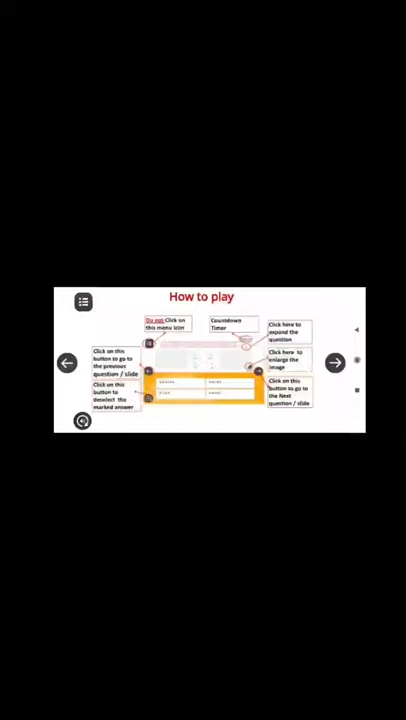 How to play
Do not Click on
this menu icon
Countdown
Timer
Click here to
expand the
question
Click on this
button to go to
the previous
question / slide
Click here to
enlarge the
image
Click on this
button to
deselect the
marked answer
Click on this
button to go to
the Next
question / slide